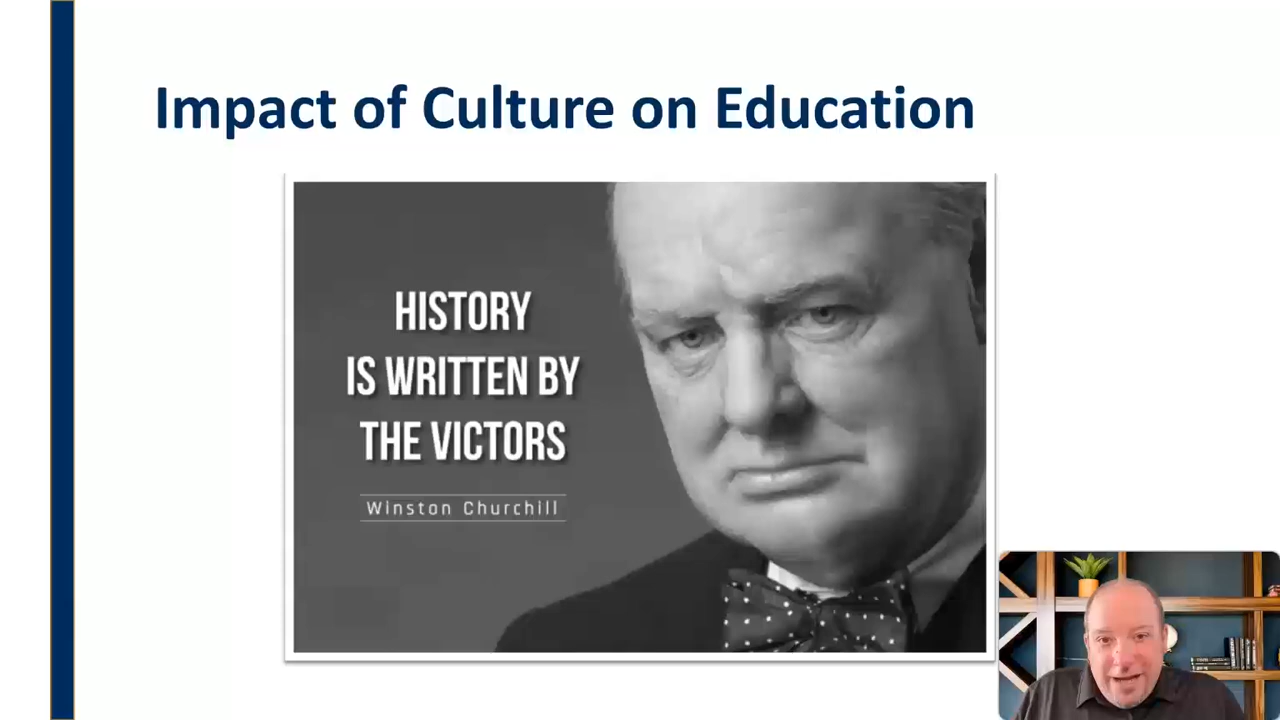 Impact of Culture on Education
HISTORY
IS WRITTEN BY
THE VICTORS
Winston Churchill